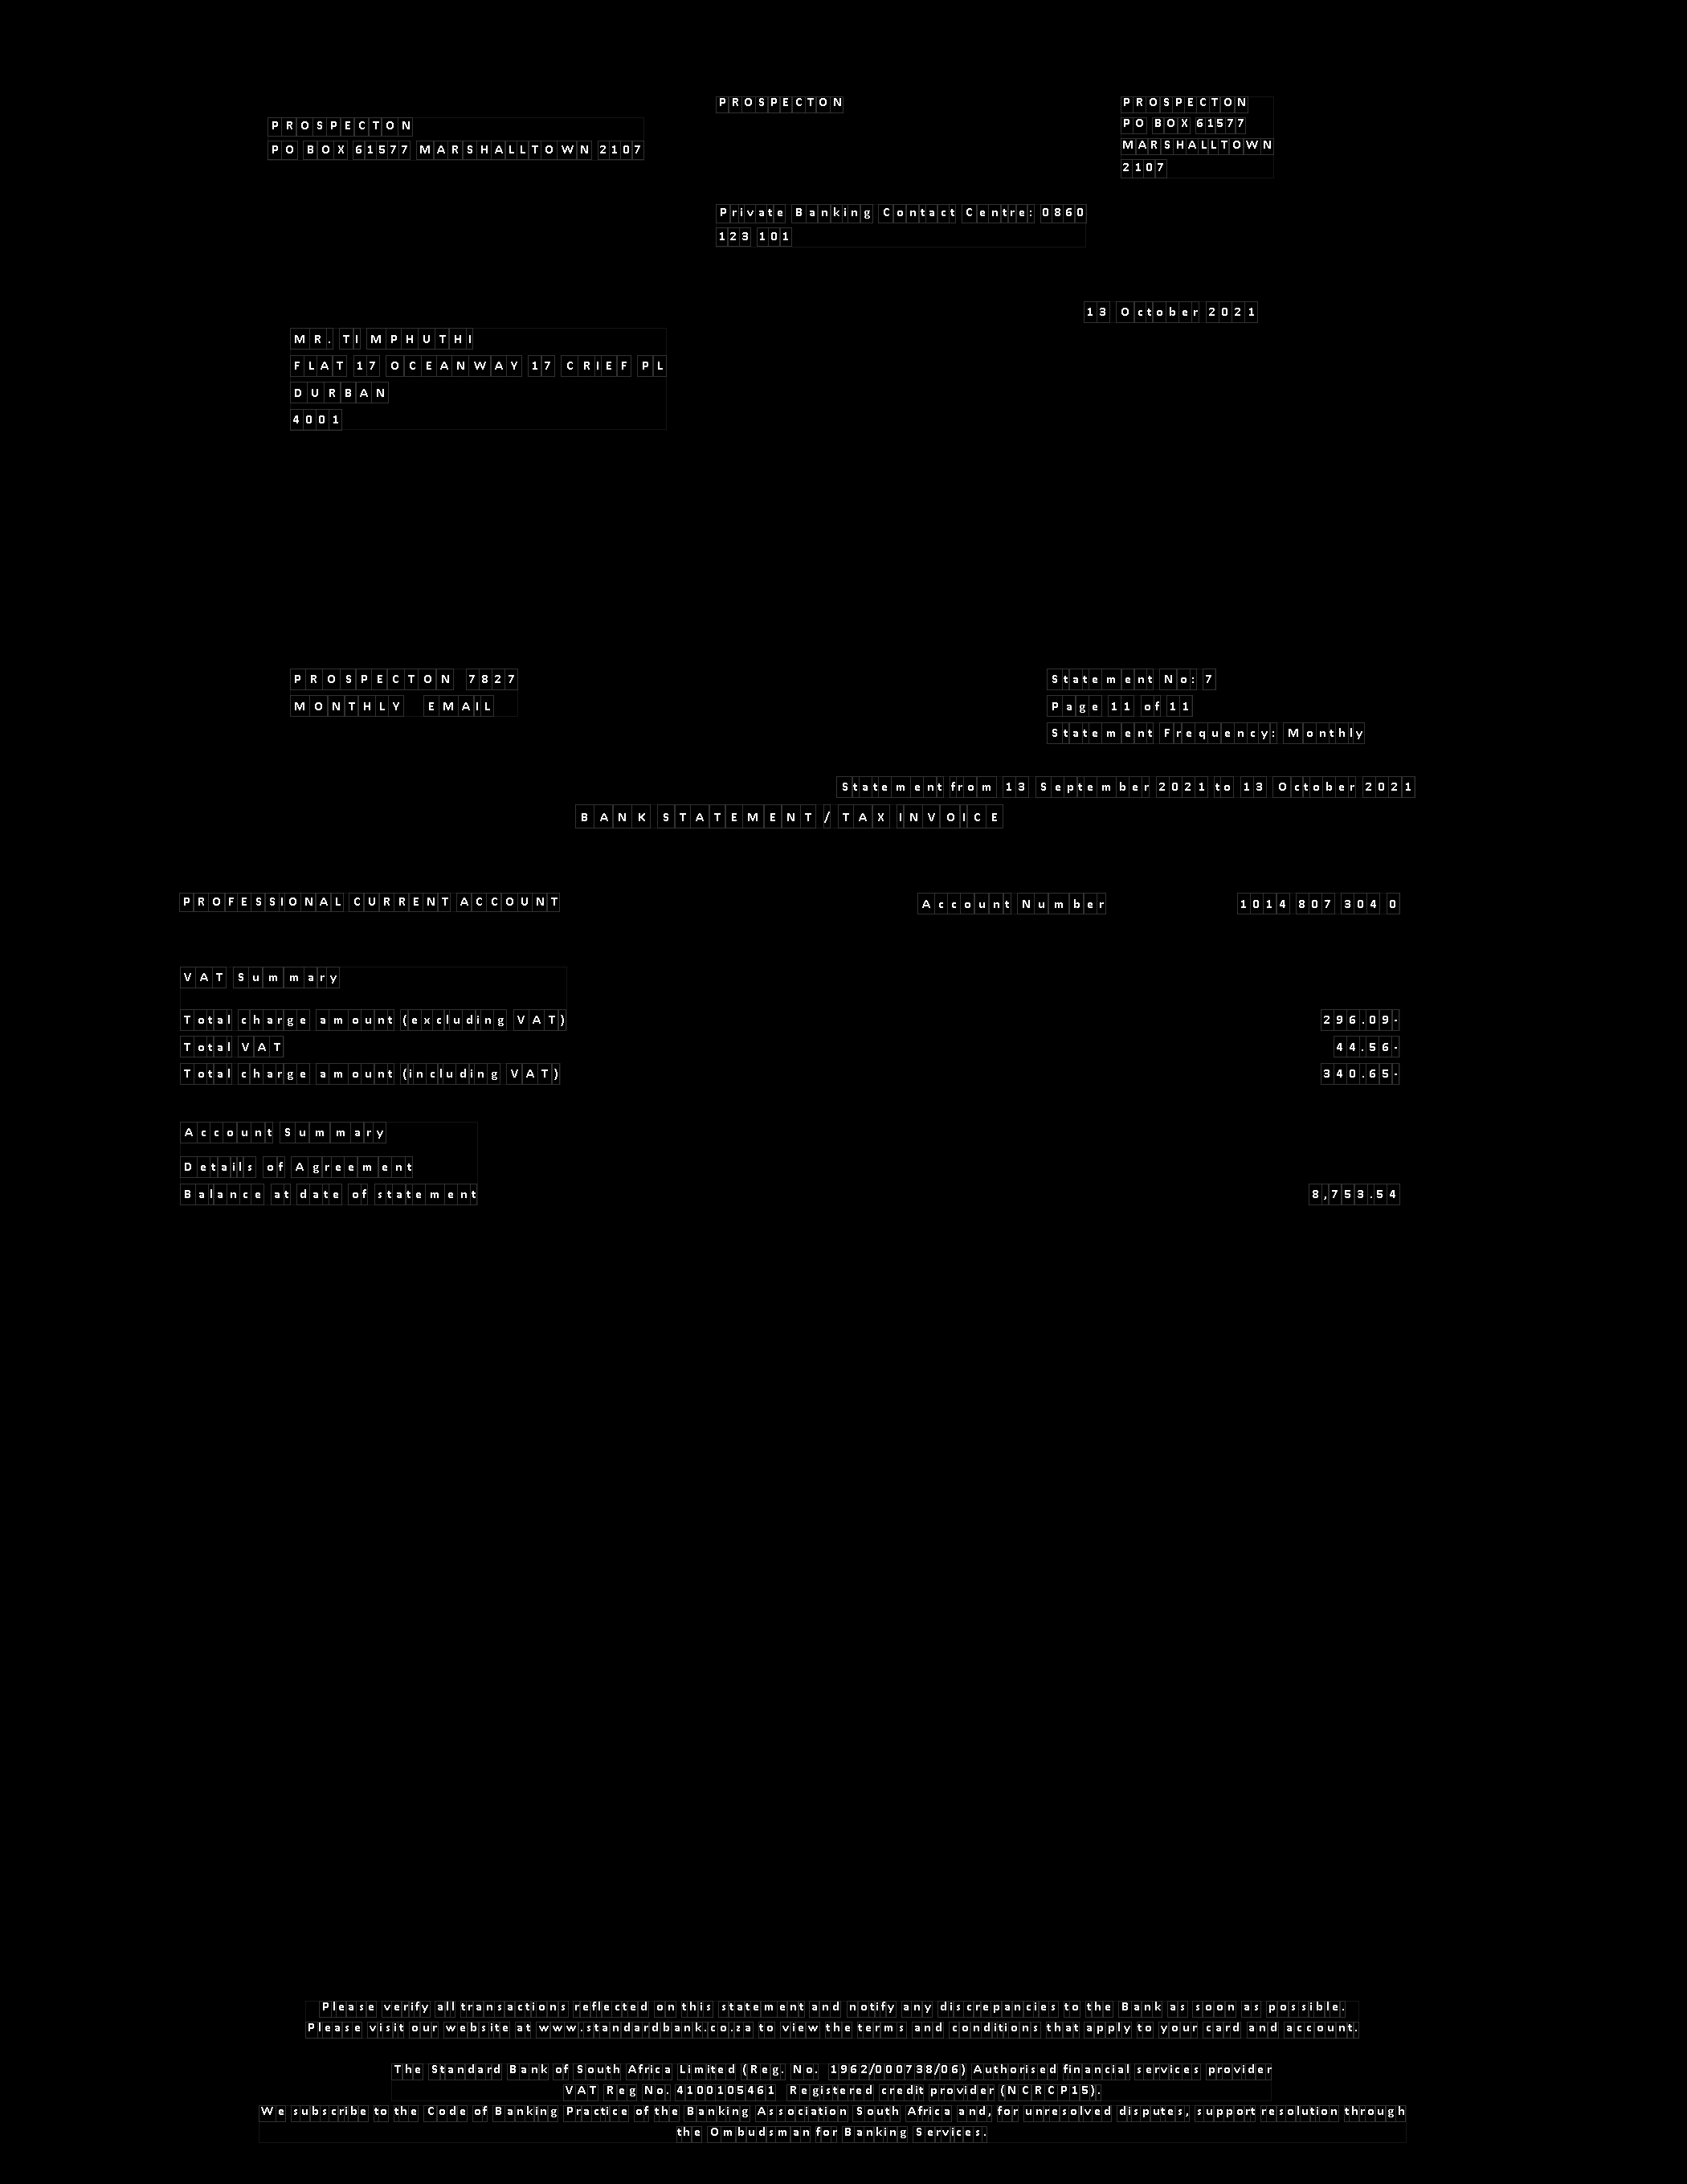 PROSPECTON
PO BOX 61577 MARSHALLTOWN 2107
PROSPECTON
PROSPECTON
PO BOX 61577
MARSHALLTOWN
2107
Private Banking Contact Centre: 0860
123 101
13 October 2021
MR. TI MPHUTHI
FLAT 17 OCEANWAY 17 CRIEF PL
DURBAN
4001
PROSPECTON 7827
MONTHLY EMAIL
Statement No: 7
Page 11 of 11
Statement Frequency: Monthly
Statement from 13 September 2021 to 13 October 2021
BANK STATEMENT / TAX INVOICE
PROFESSIONAL CURRENT ACCOUNT Account Number 1014 807 304 0
VAT Summary
Total charge amount (excluding VAT) 296.09-
Total VAT 44.56-
Total charge amount (including VAT) 340.65-
Account Summary
Details of Agreement
Balance at date of statement 8,753.54
Please verify all transactions reflected on this statement and notify any discrepancies to the Bank as soon as possible.
Please visit our website at www.standardbank.co.za to view the terms and conditions that apply to your card and account.
The Standard Bank of South Africa Limited (Reg. No. 1962/000738/06) Authorised financial services provider
VAT Reg No. 4100105461 Registered credit provider (NCRCP15).
We subscribe to the Code of Banking Practice of the Banking Association South Africa and, for unresolved disputes, support resolution through
the Ombudsman for Banking Services.